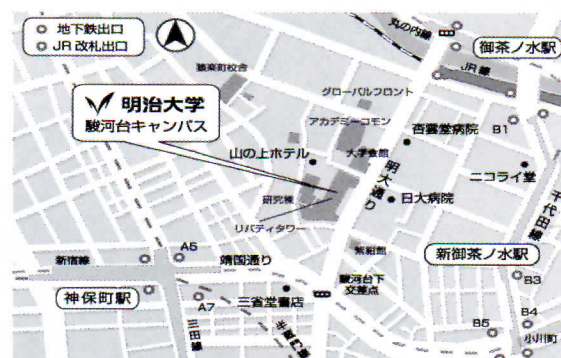 地下鉄出口
JR改札出口
丸の内線
御茶ノ水駅
JR線
猿楽町校舎
グローバルフロント
明治大学
駿河台キャンパス
アカデミーコモン
杏雲堂病院
B1
山の上ホテル
大学会館
明大通り
ニコライ堂
研究棟
日大病院
千代田線
リバティタワー
紫紺館
新宿線
A5
靖国通り
新御茶ノ水駅
駿河台下
交差点
B3
神保町駅
A7
三省堂書店
三田線
半蔵門線
B4
B5
小川町